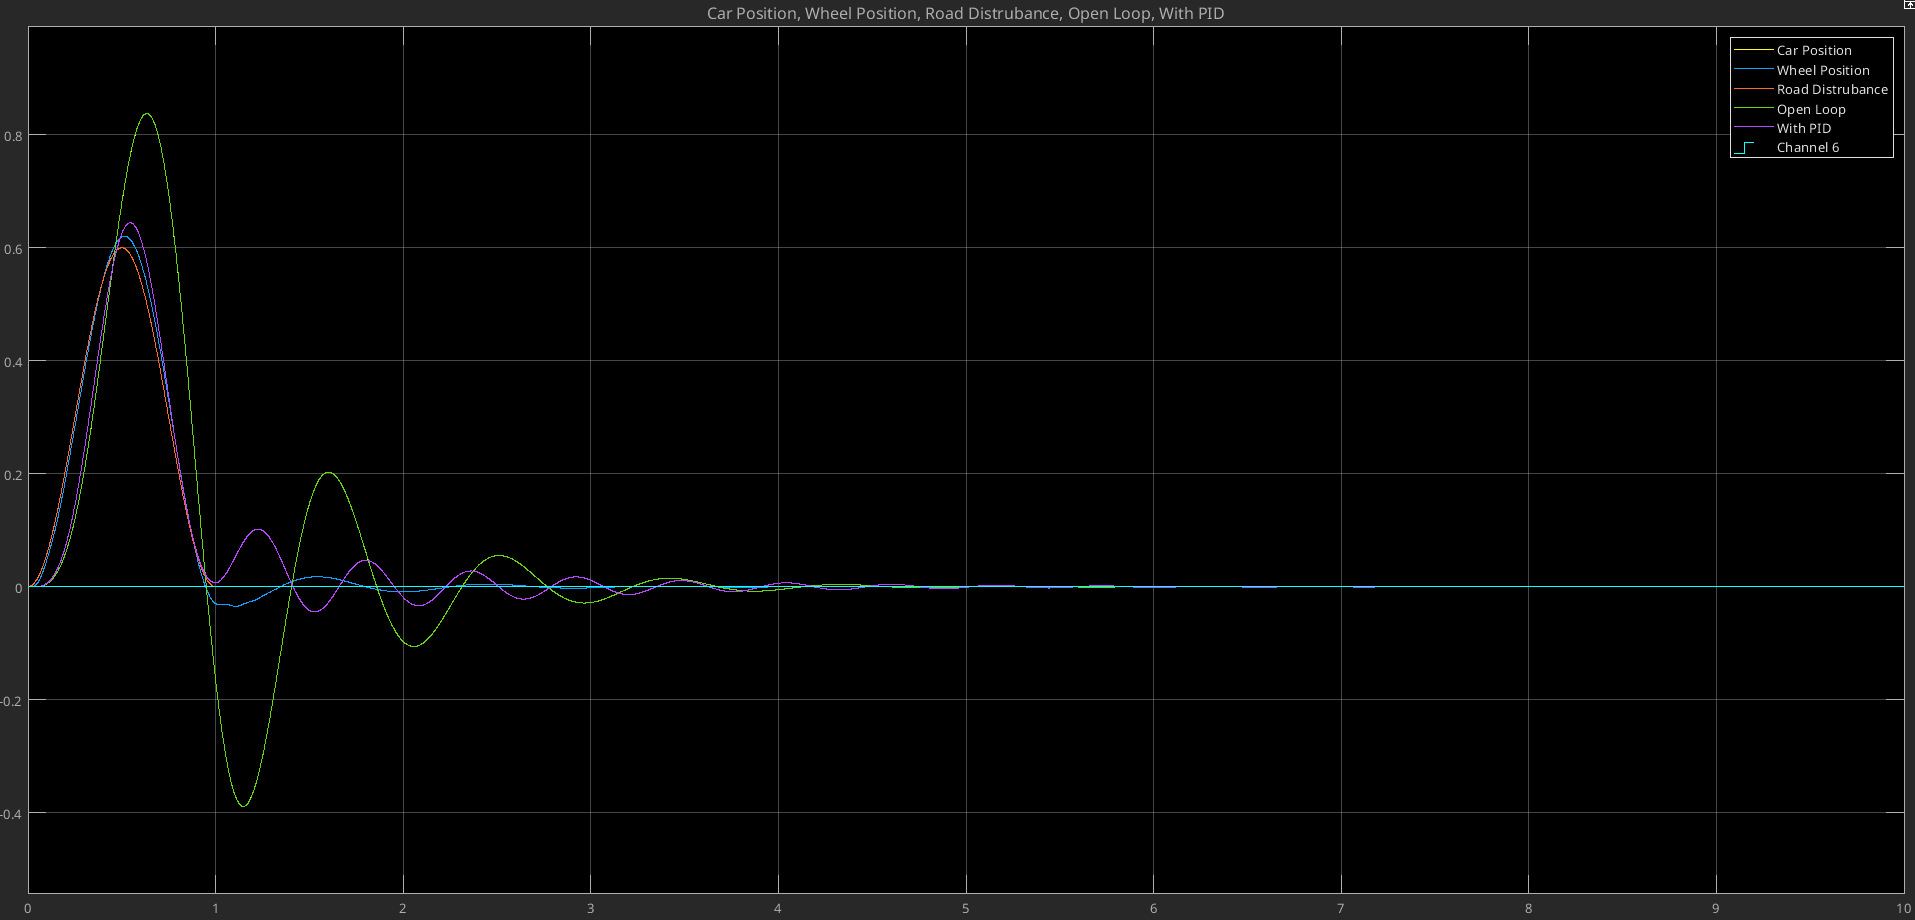 Car Position, Wheel Position, Road Distrubance, Open Loop, With PID
Car Position
Wheel Position
Road Distrubance
Open Loop
With PID
Channel 6
0.8
0.6
0.4
0.2
0
-0.2
-0.4
0 1 2 3 4 5 6 7 8 9 10